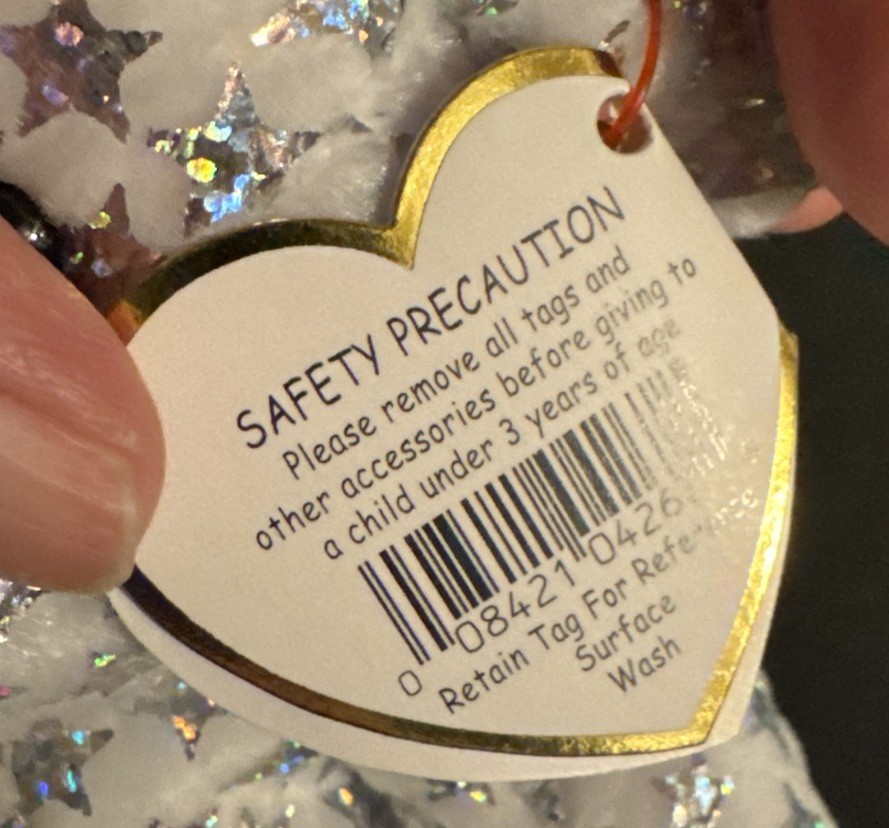 SAFETY PRECAUTION
Please remove all tags and
other accessories before giving to
a child under 3 years of age
0 08421 0426
Retain Tag For Reference
Surface
Wash